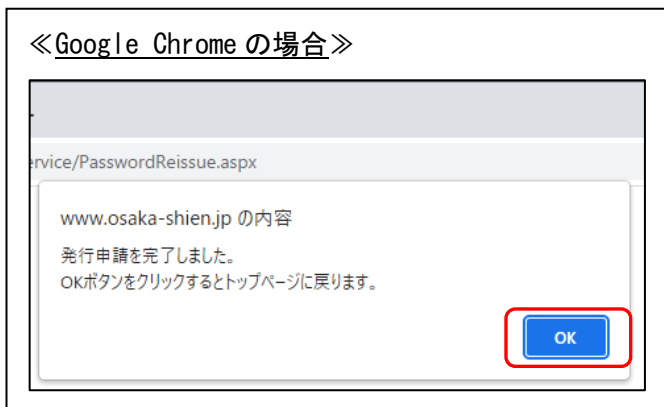 ≪Google Chrome の場合≫
ervice/PasswordReissue.aspx
www.osaka-shien.jp の内容
発行申請を完了しました。
OKボタンをクリックするとトップページに戻ります。
OK